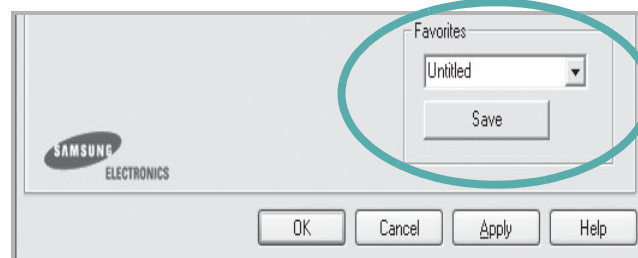 Favorites
Untitled
Save
SAMSUNG
ELECTRONICS
OK
Cancel
Apply
Help